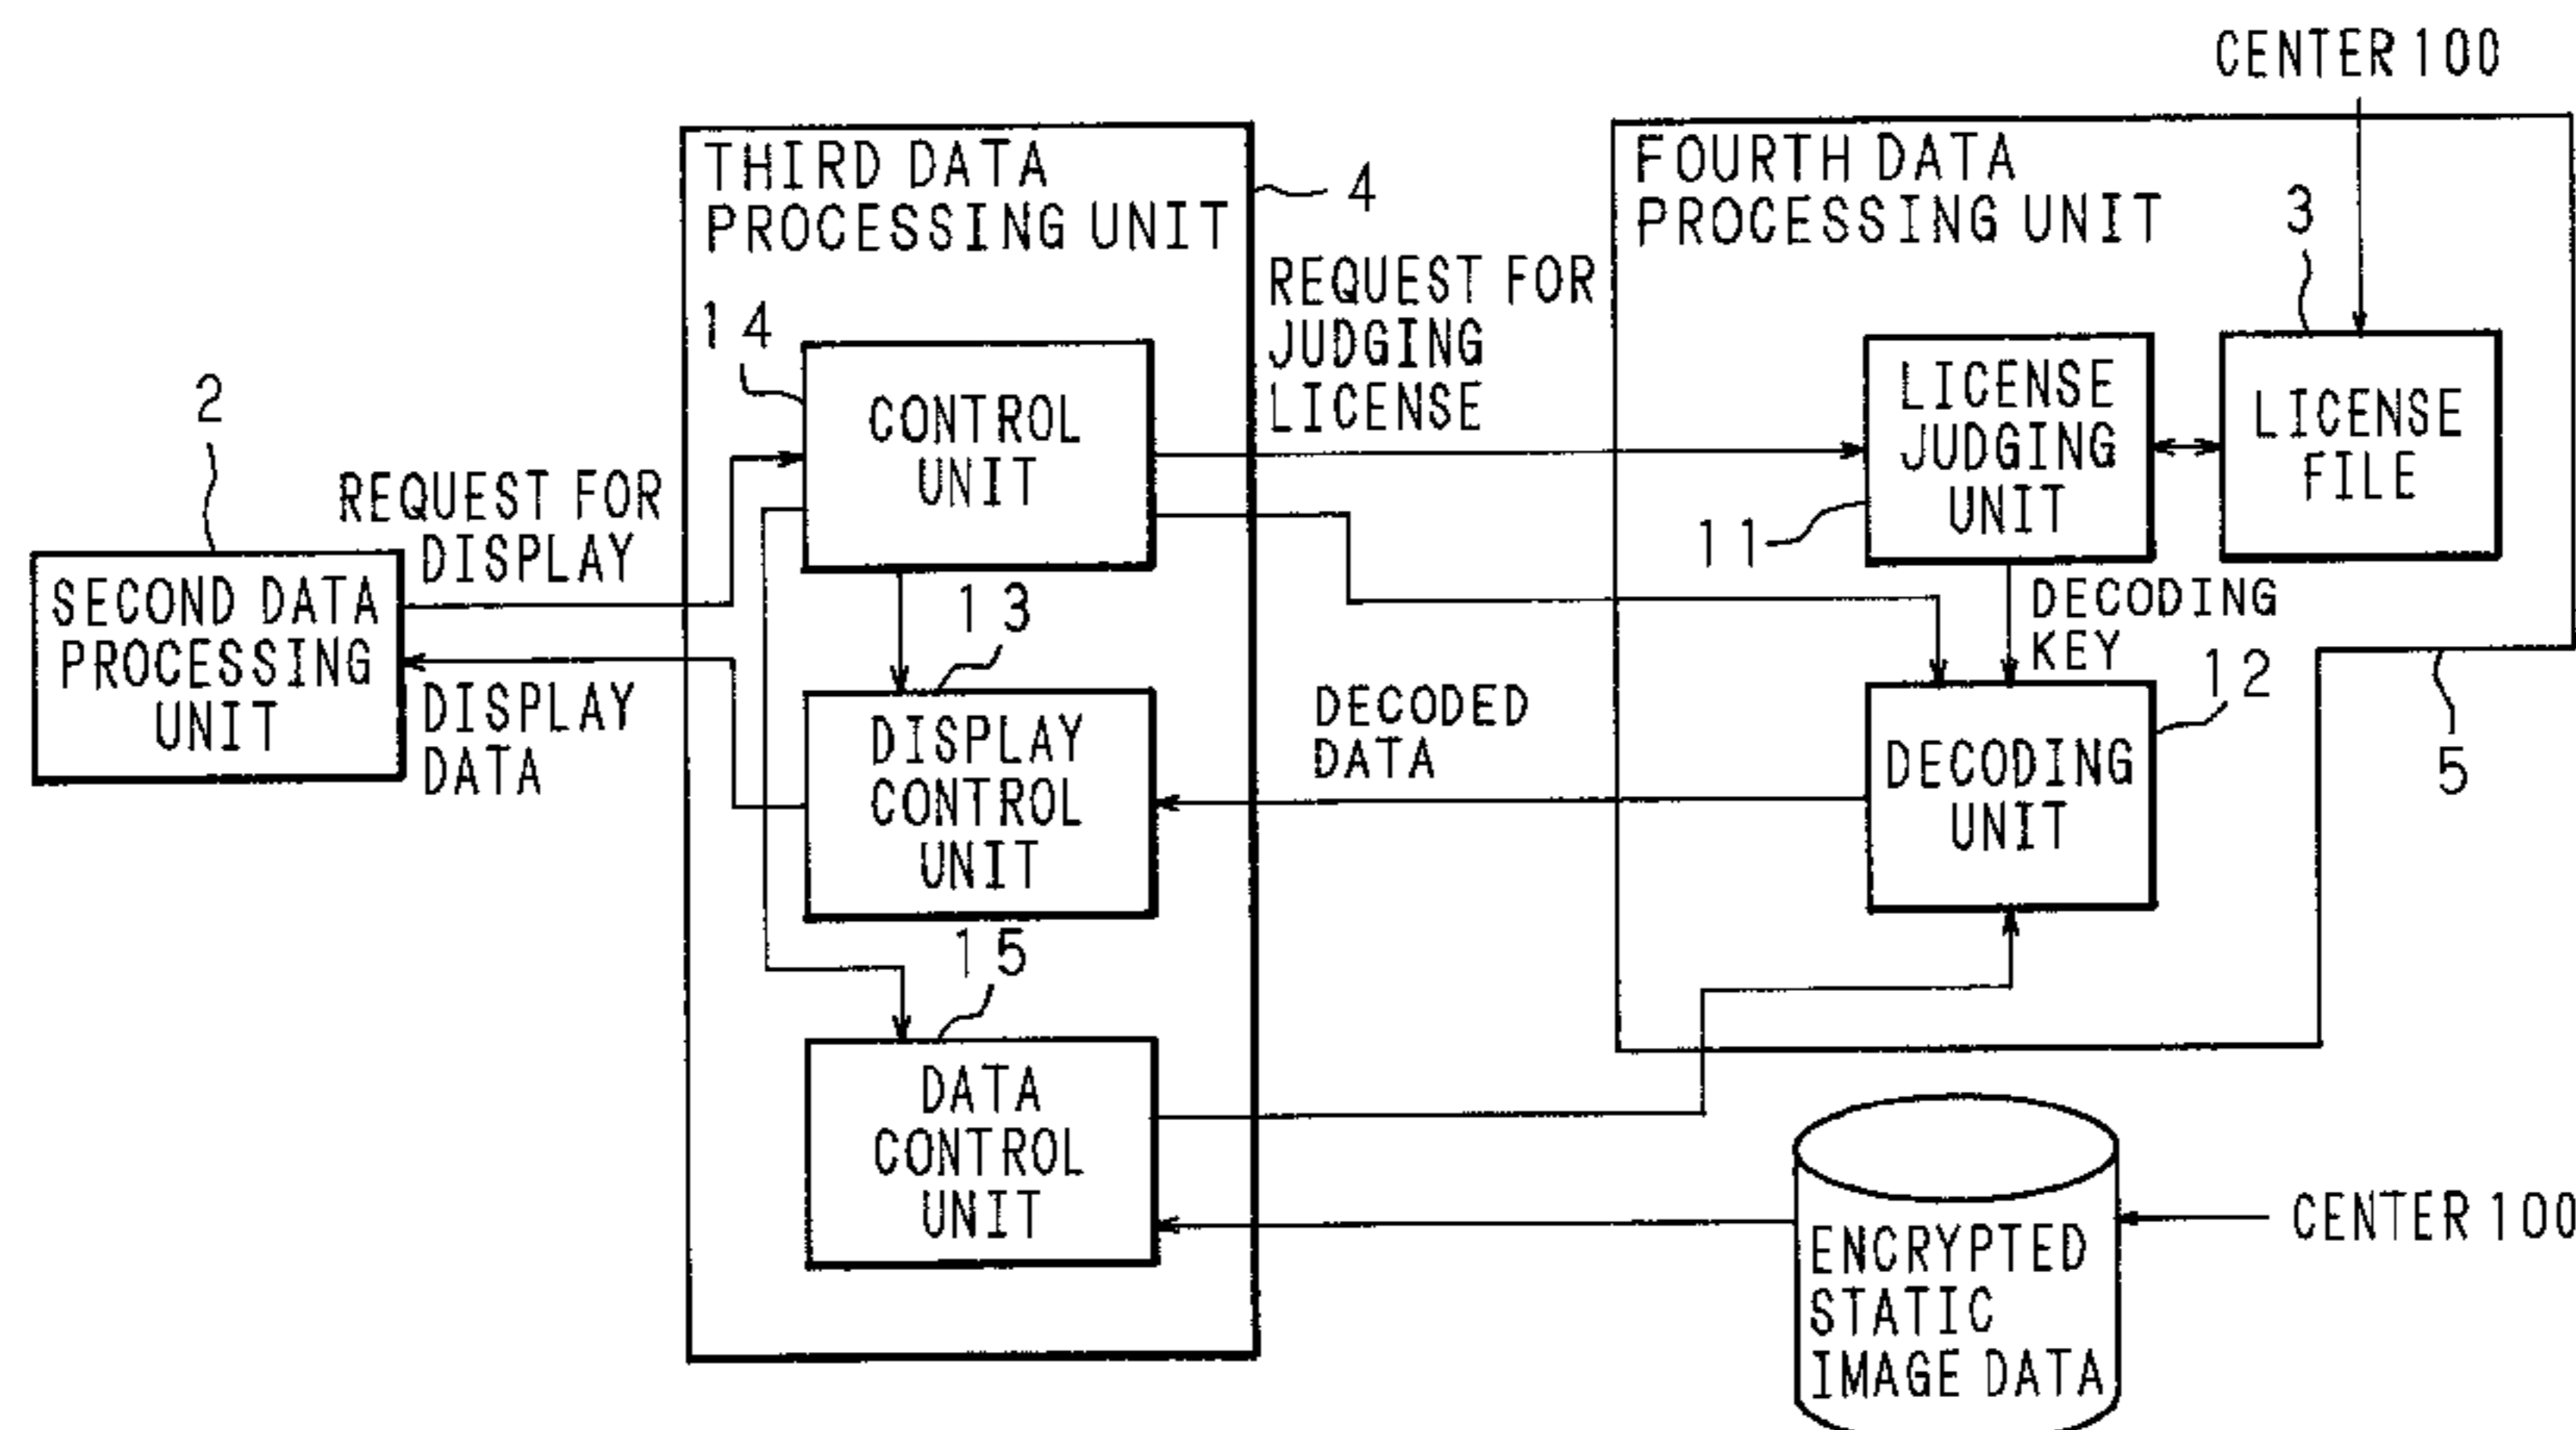 CENTER 100
THIRD DATA
PROCESSING UNIT
4
FOURTH DATA
PROCESSING UNIT
3
REQUEST FOR
JUDGING
LICENSE
14
CONTROL
UNIT
LICENSE
JUDGING
UNIT
11
LICENSE
FILE
2
REQUEST FOR
DISPLAY
SECOND DATA
PROCESSING
UNIT
DISPLAY
DATA
13
DISPLAY
CONTROL
UNIT
DECODING
KEY
DECODED
DATA
12
DECODING
UNIT
5
15
DATA
CONTROL
UNIT
ENCRYPTED
STATIC
IMAGE DATA
CENTER 100